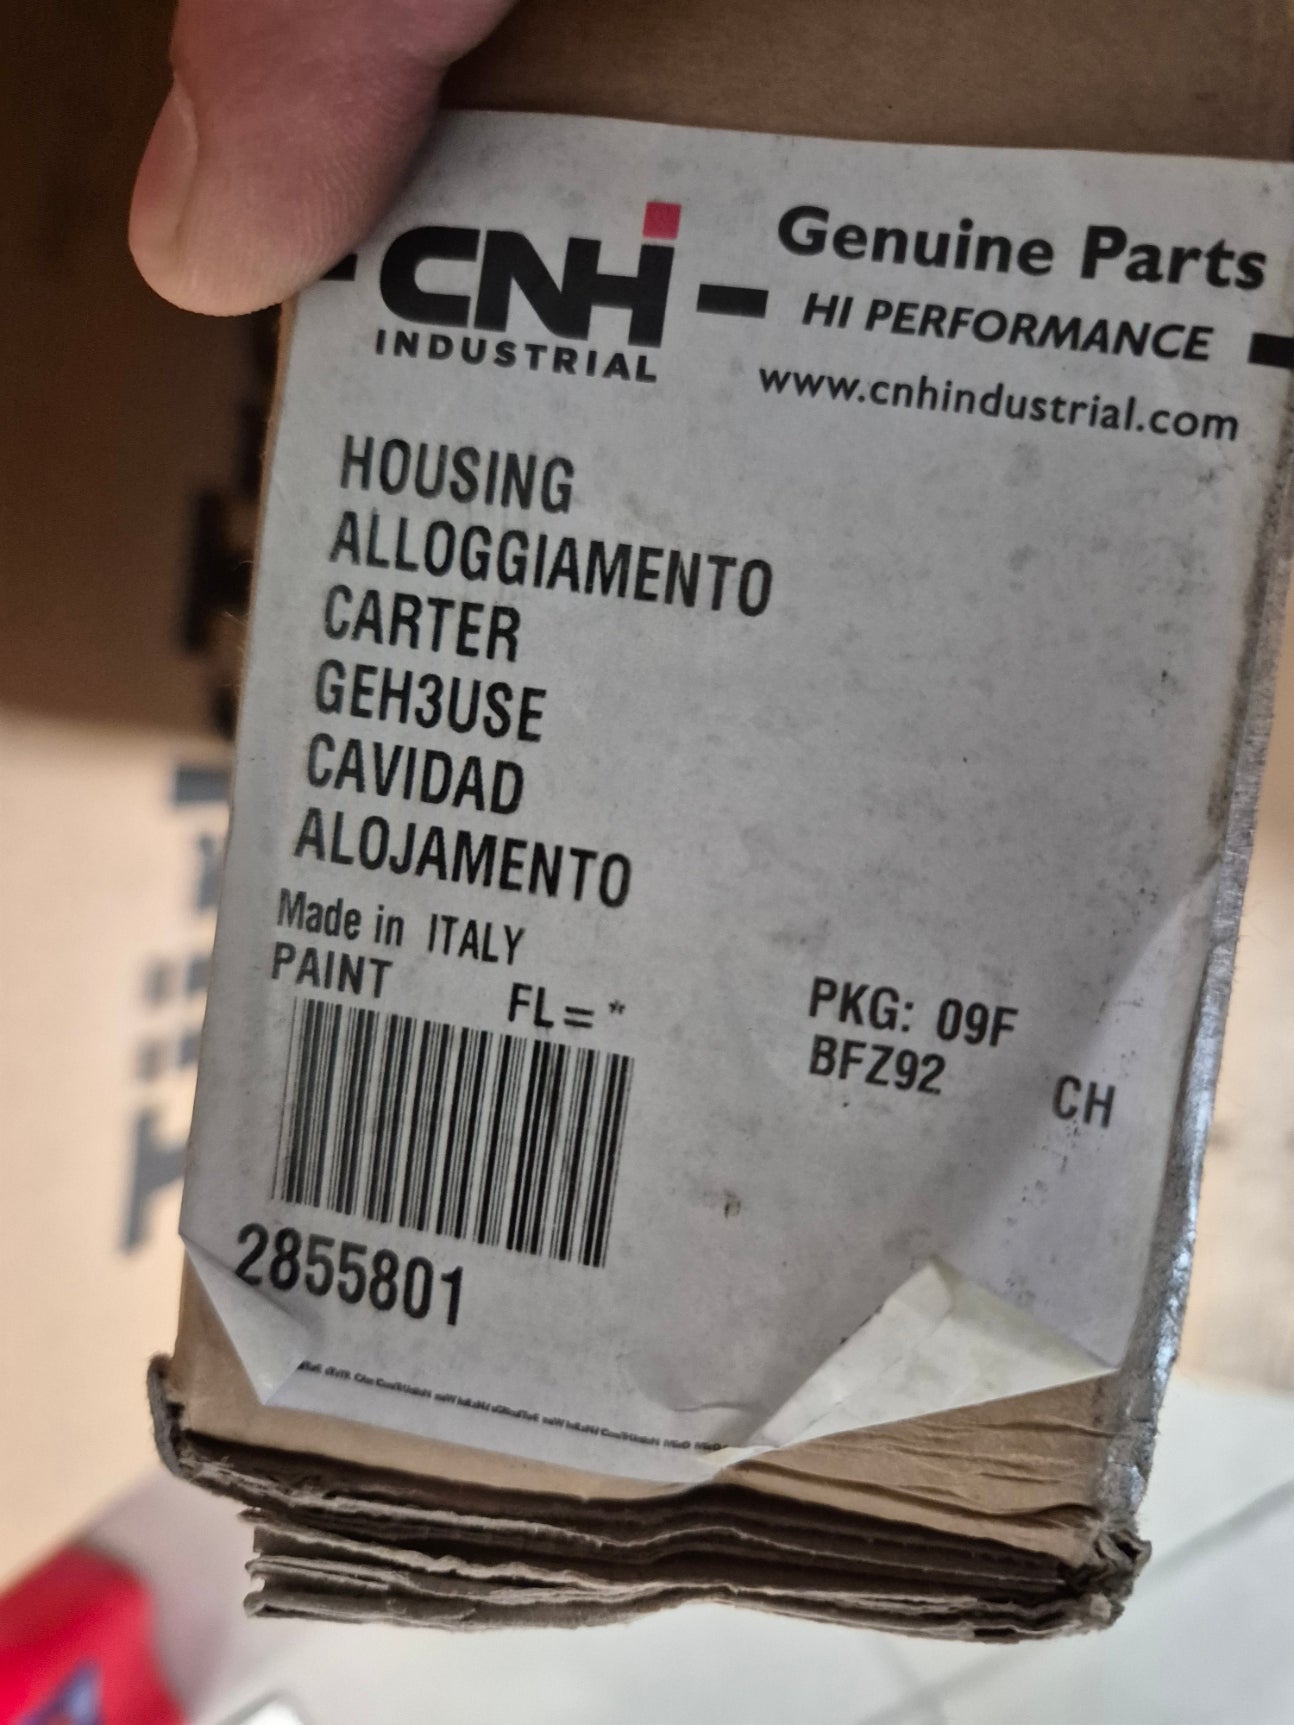 CNH
INDUSTRIAL
Genuine Parts
HI PERFORMANCE
www.cnhindustrial.com
HOUSING
ALLOGGIAMENTO
CARTER
GEH3USE
CAVIDAD
ALOJAMENTO
Made in ITALY
PAINT FL = *
PKG: 09F
BFZ92 CH
2855801